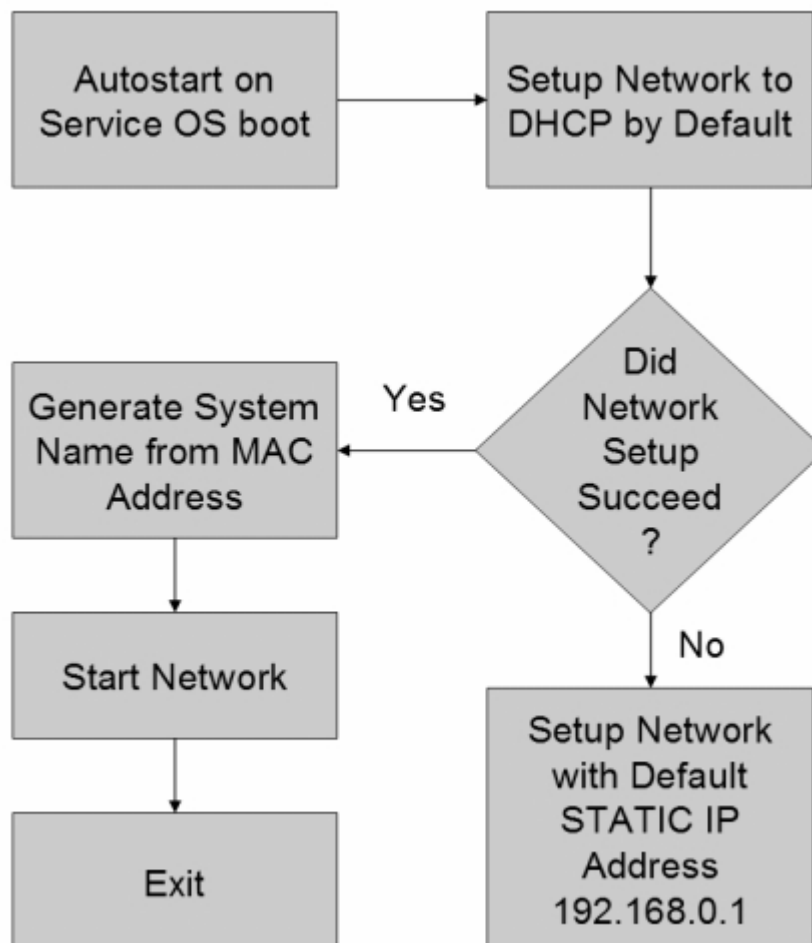 Autostart on
Service OS boot
Setup Network to
DHCP by Default
Did
Network
Setup
Succeed
?
Yes
Generate System
Name from MAC
Address
Start Network
Exit
No
Setup Network
with Default
STATIC IP
Address
192.168.0.1